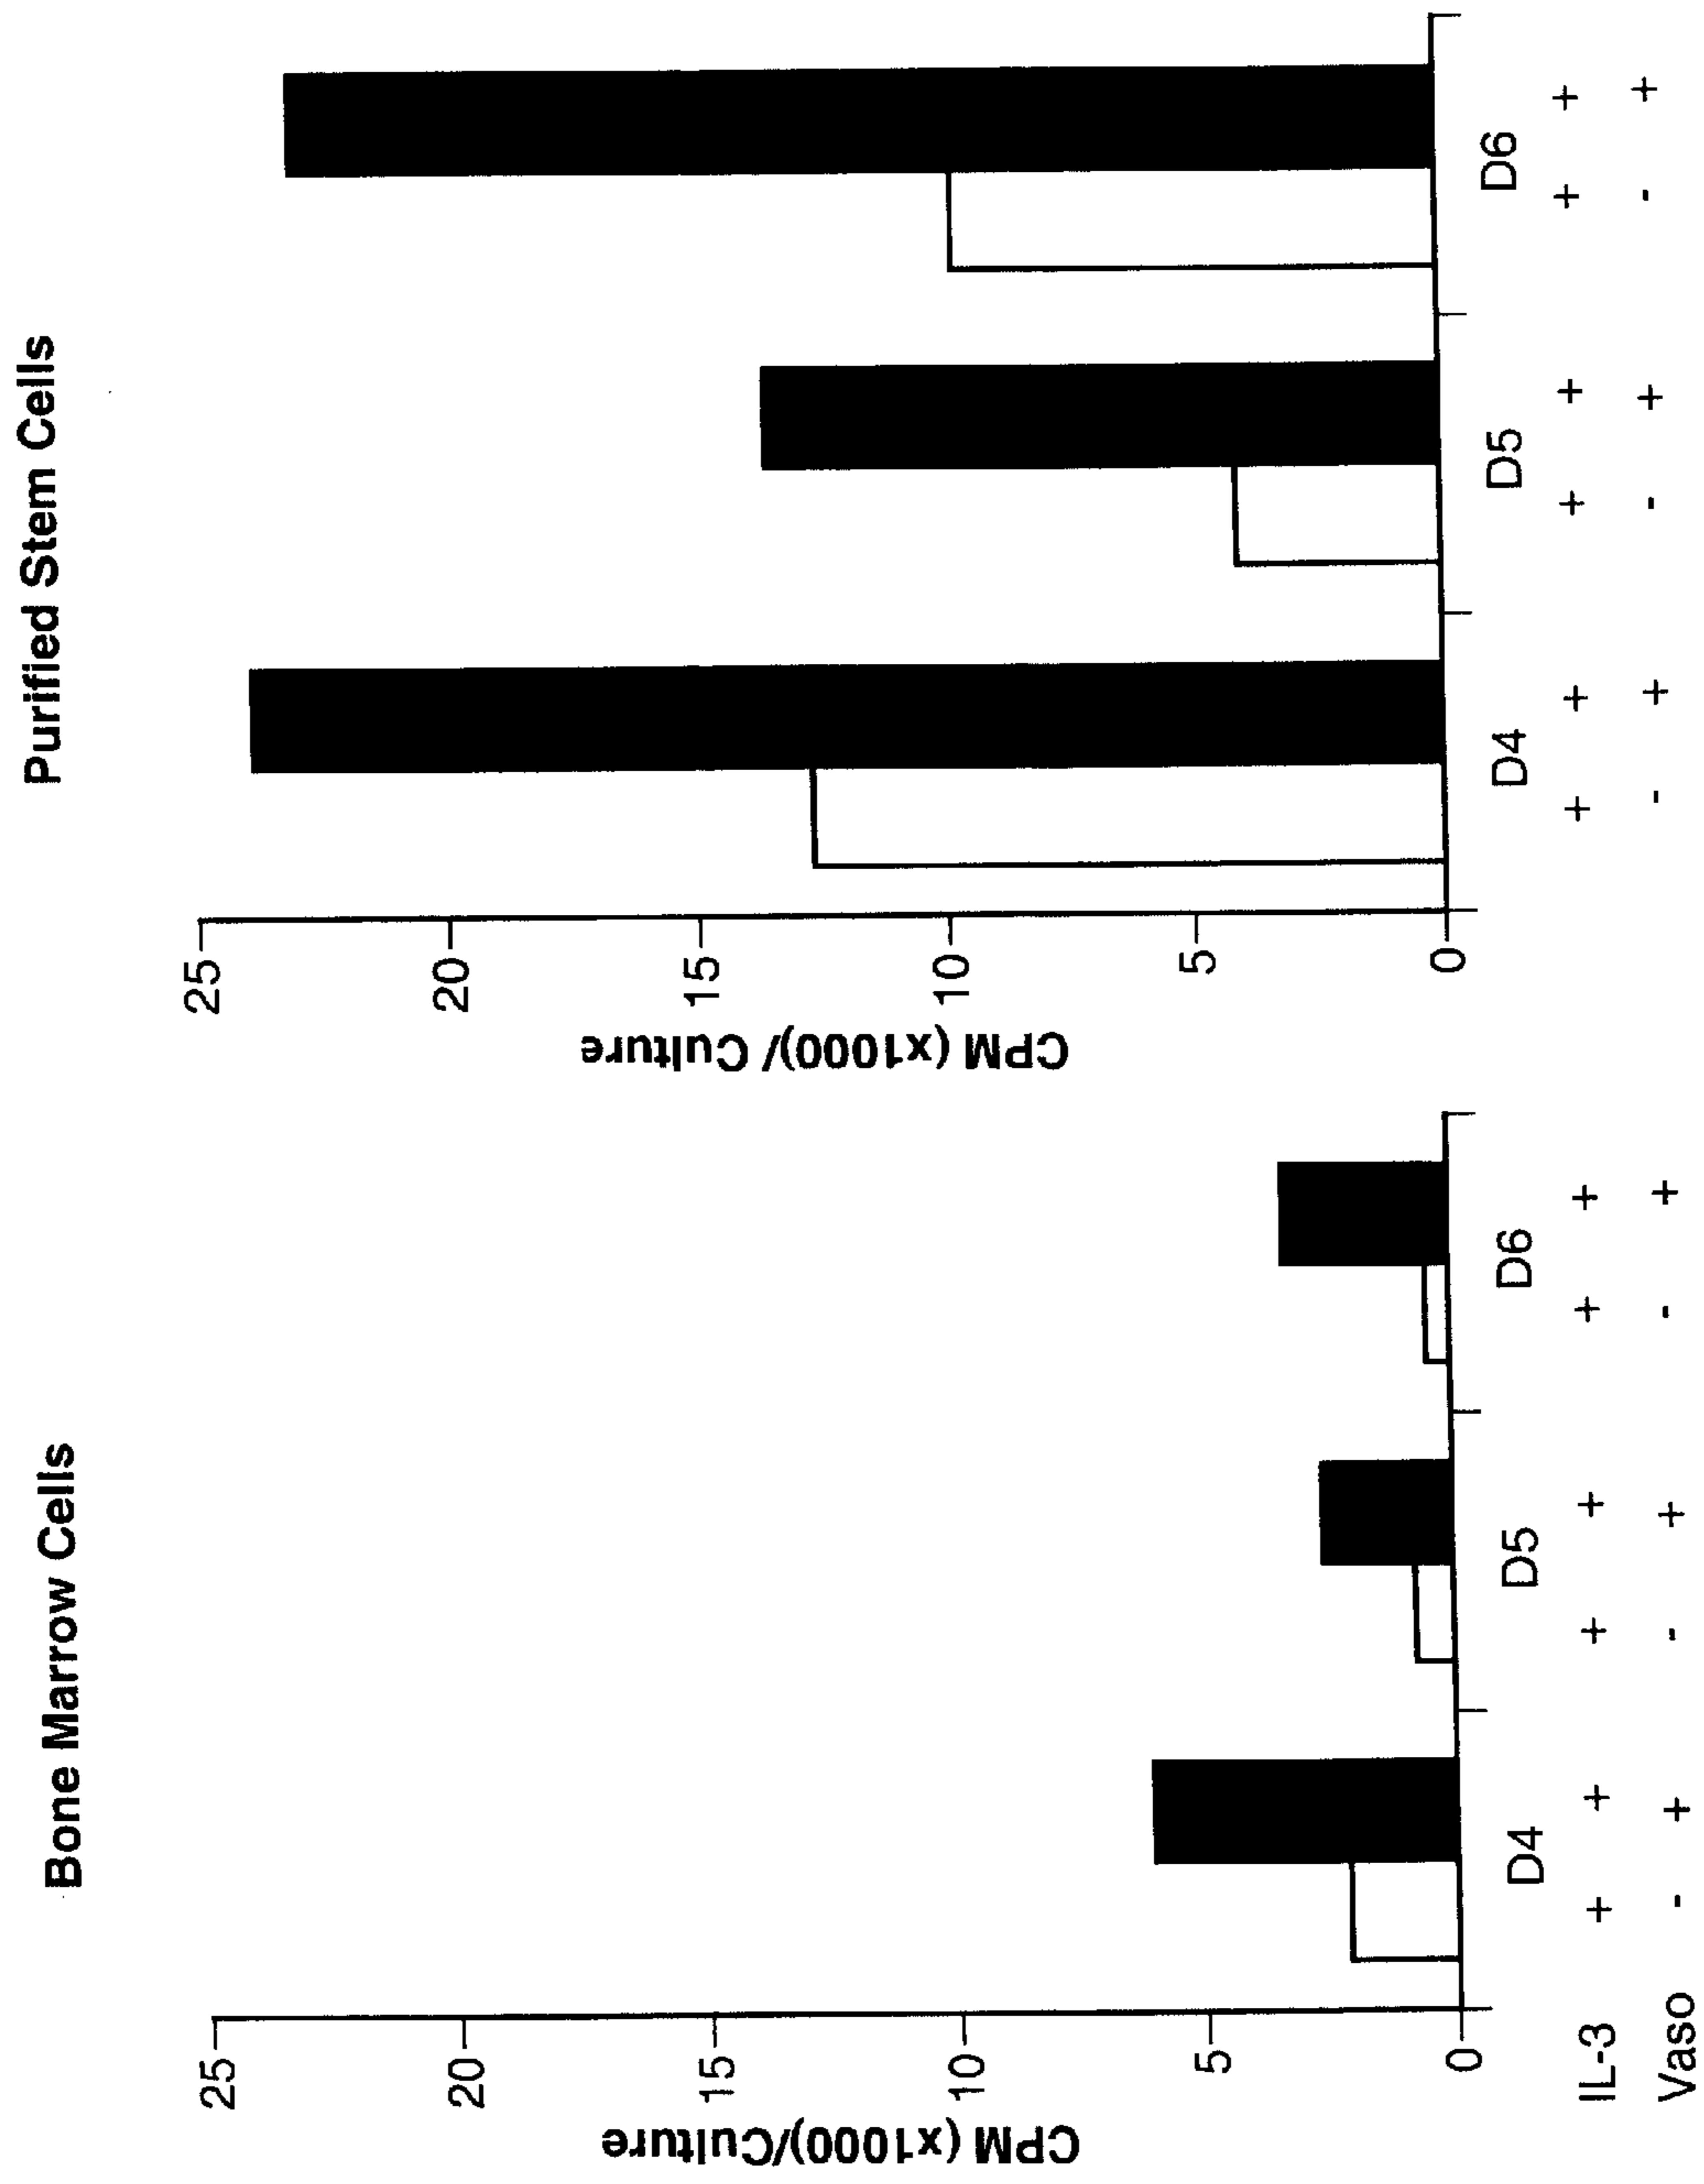 Bone Marrow Cells
CPM (x1000)/Culture
25
20
15
10
5
0
D4 D5 D6
IL-3 + + + + + +
Vaso - + - + - +
Purified Stem Cells
CPM (x1000)/ Culture
25
20
15
10
5
0
D4 D5 D6
+ + + + + +
- + - + - +